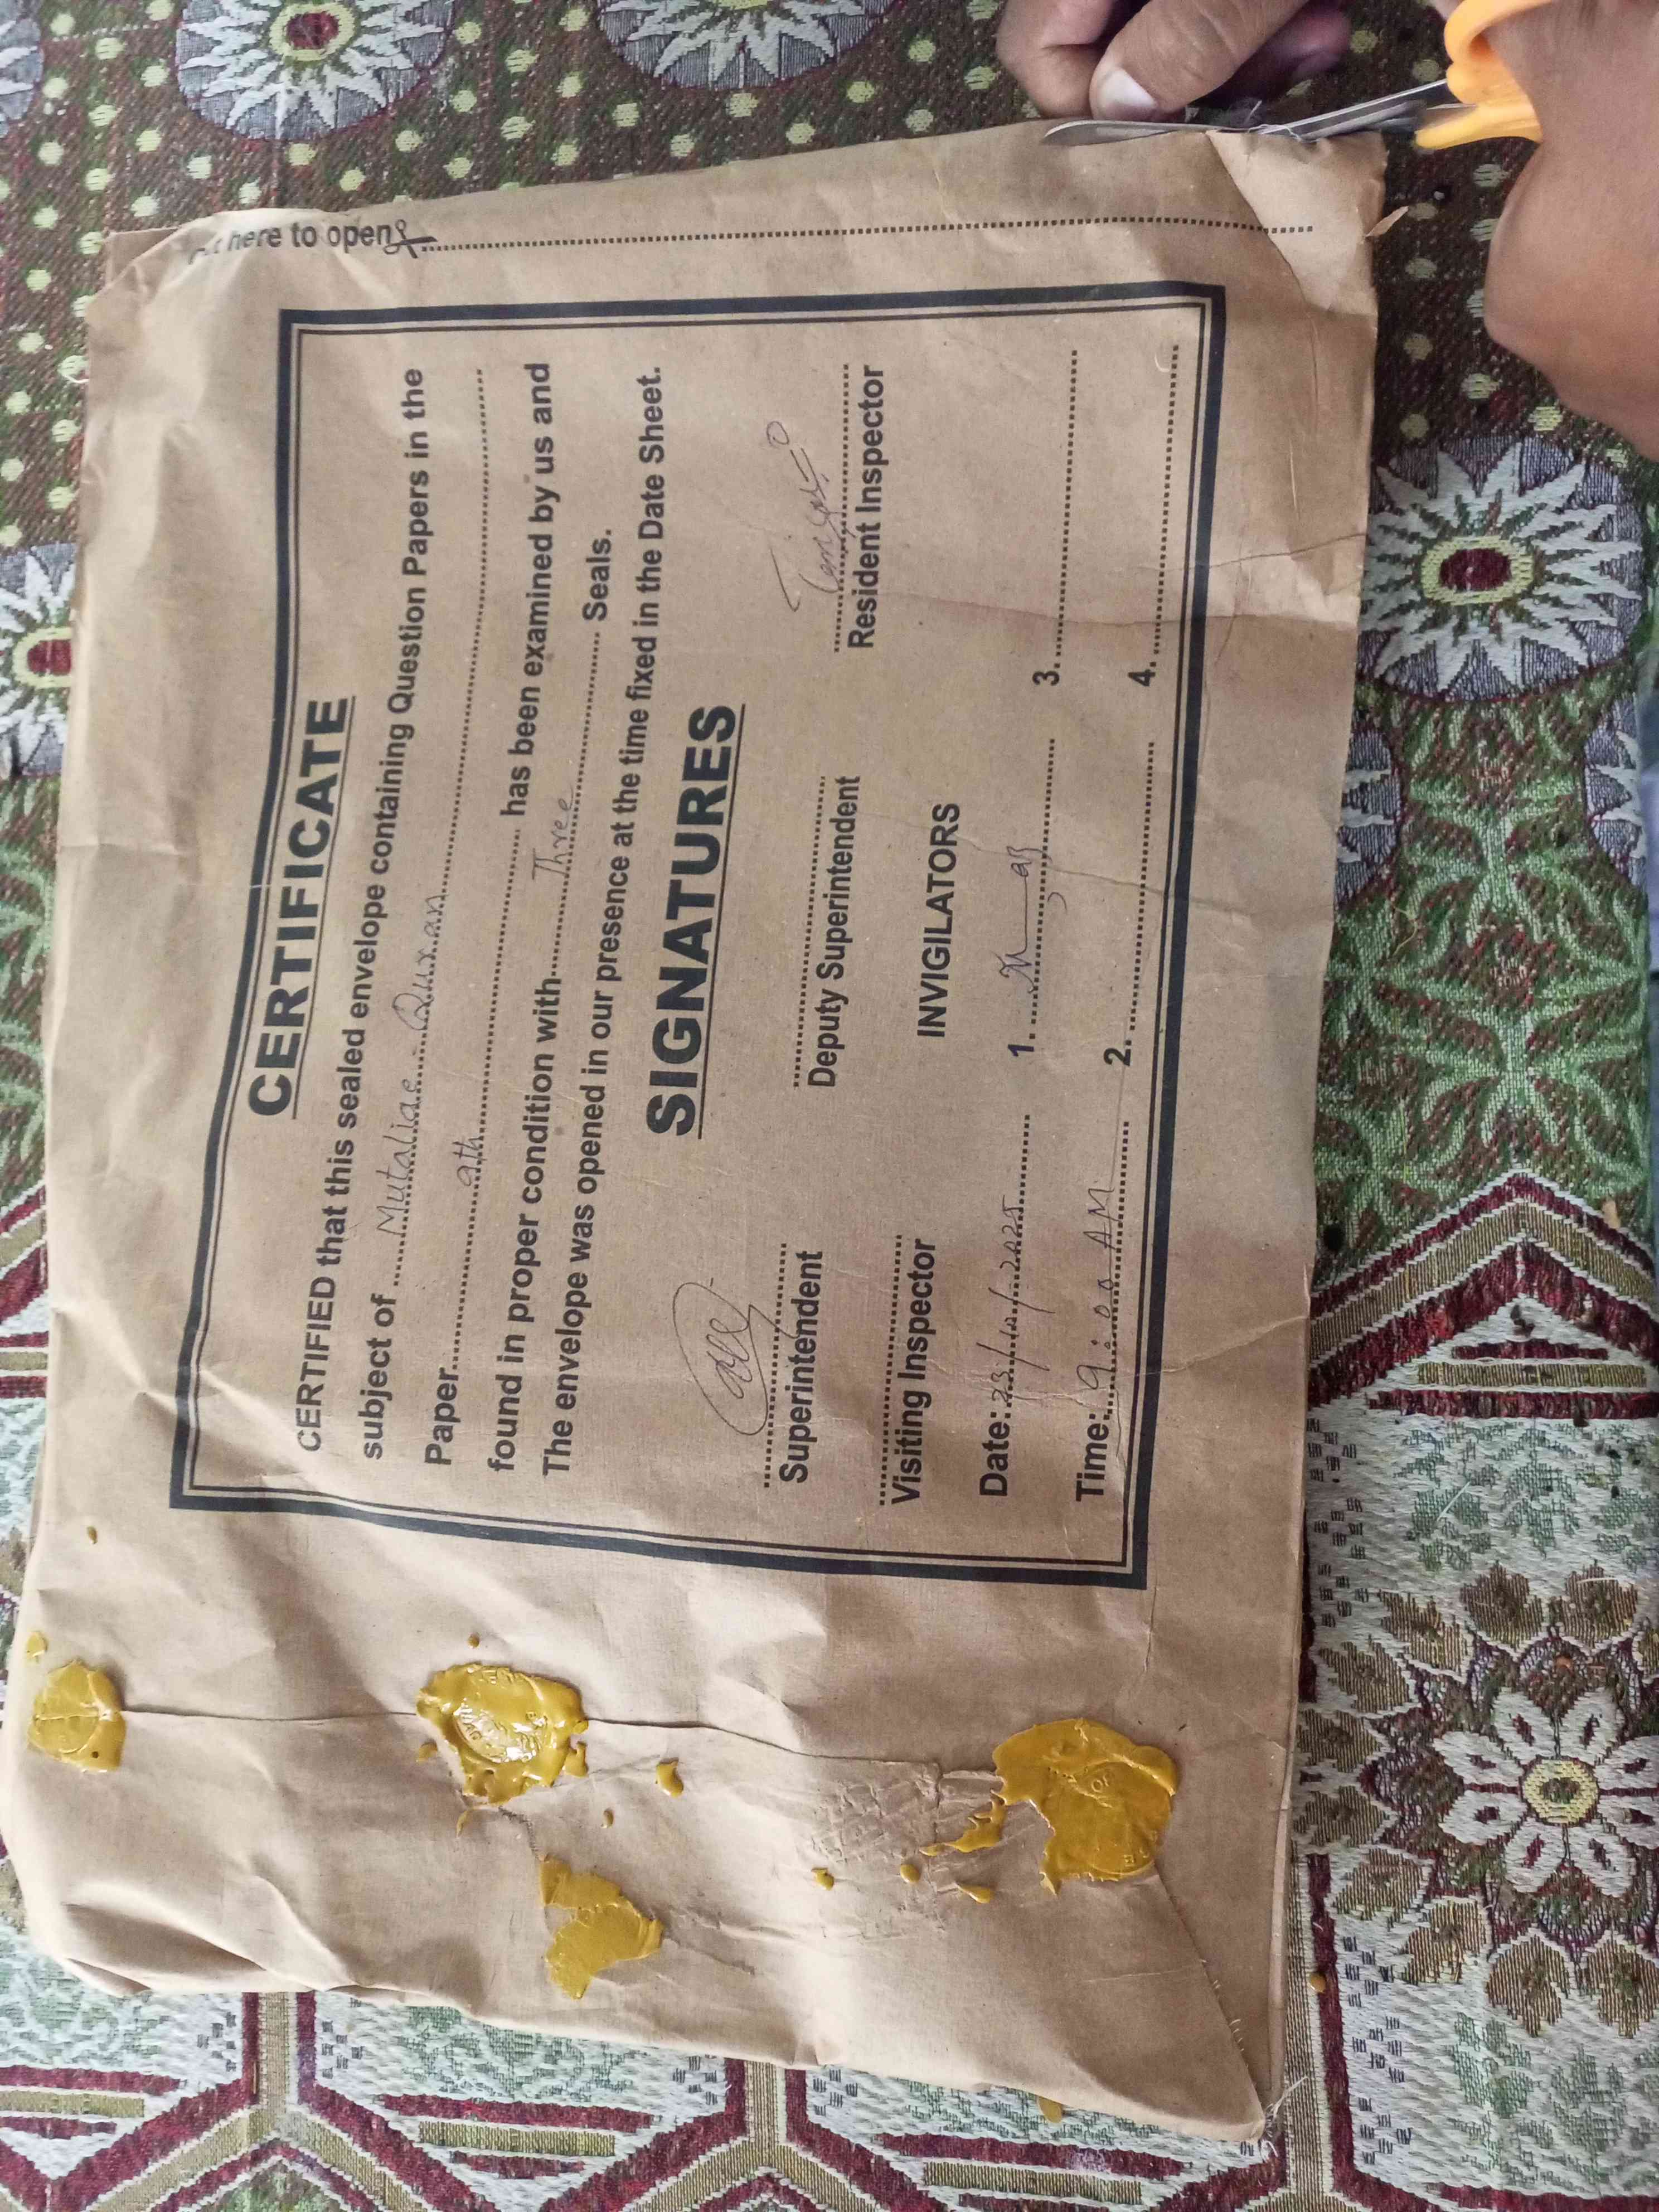 here to open
CERTIFICATE
CERTIFIED that this sealed envelope containing Question Papers in the
subject of Mutaliae Quran
Paper 9th
has been examined by us and
found in proper condition with Three Seals.
The envelope was opened in our presence at the time fixed in the Date Sheet.
SIGNATURES
Superintendent Deputy Superintendent Resident Inspector
Visiting Inspector INVIGILATORS
Date: 23/10/2025 1. 3.
Time: 9:00 AM 2. 4.